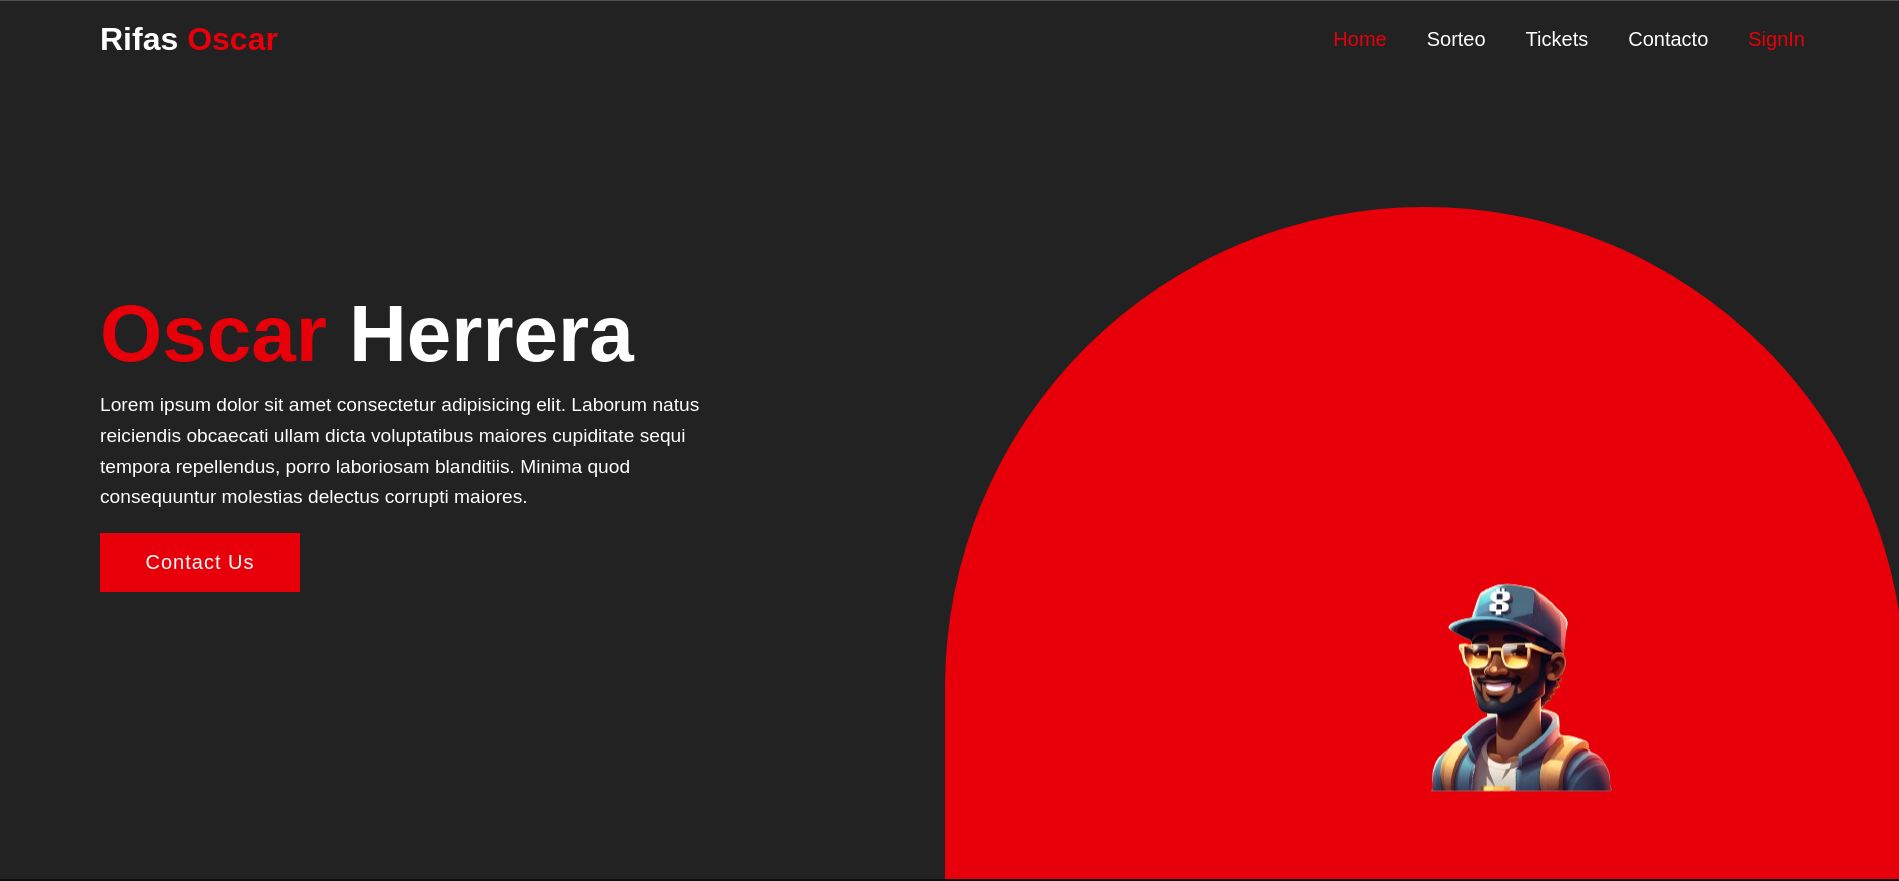 Rifas Oscar
Home Sorteo Tickets Contacto SignIn
Oscar Herrera
Lorem ipsum dolor sit amet consectetur adipisicing elit. Laborum natus
reiciendis obcaecati ullam dicta voluptatibus maiores cupiditate sequi
tempora repellendus, porro laboriosam blanditiis. Minima quod
consequuntur molestias delectus corrupti maiores.
Contact Us
8